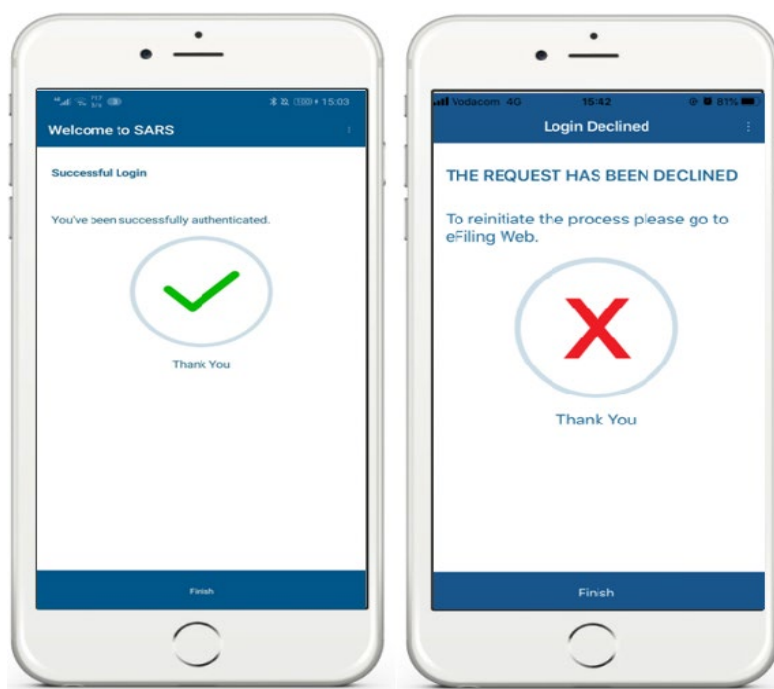 15:03
Welcome to SARS
Successful Login
You've been successfully authenticated.
Thank You
Finish
Vodacom 4G 15:42 81%
Login Declined
THE REQUEST HAS BEEN DECLINED
To reinitiate the process please go to
eFiling Web.
X
Thank You
Finish